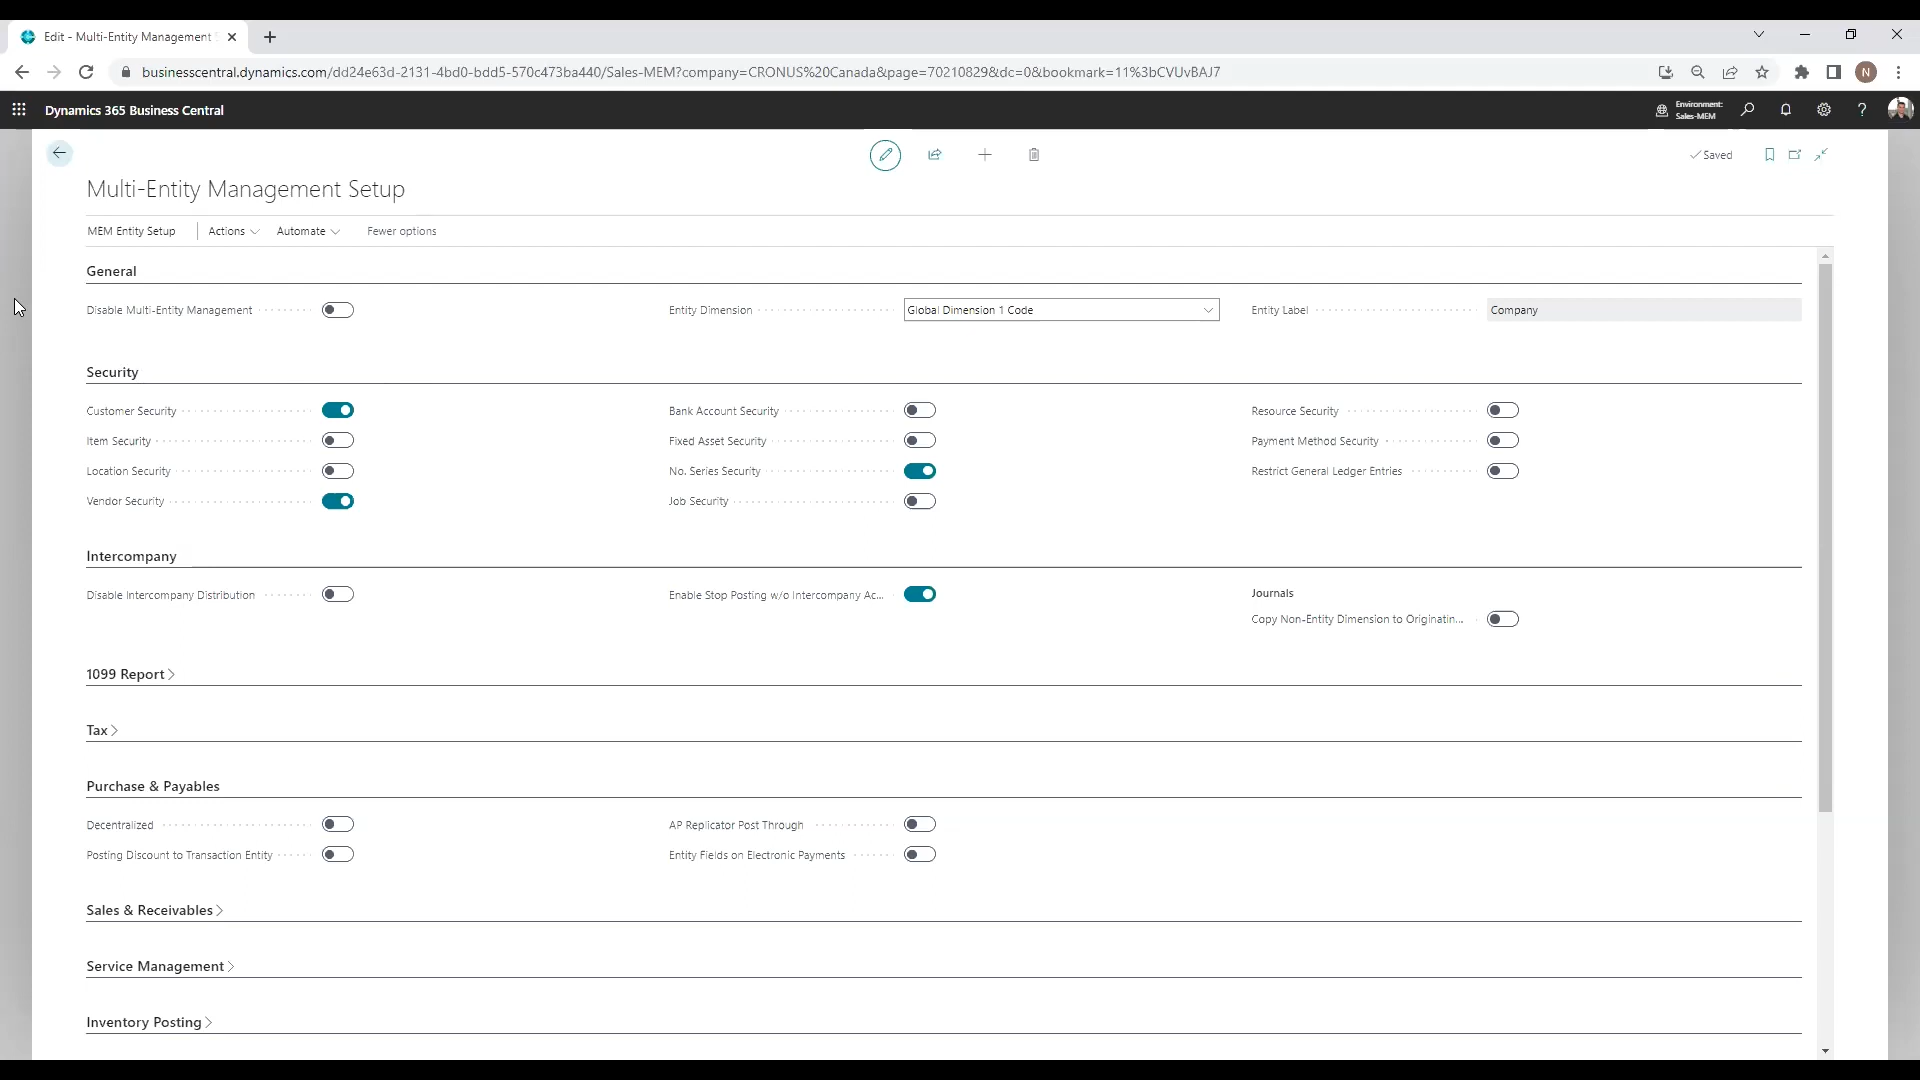 Edit - Multi-Entity Management S
businesscentral.dynamics.com/dd24e63d-2131-4bd0-bdd5-570c473ba440/Sales-MEM?company=CRONUS%20Canada&page=70210829&dc=0&bookmark=11%3bCVUvBAJ7
N
Dynamics 365 Business Central
Environment:
Sales-MEM
?
Saved
Multi-Entity Management Setup
MEM Entity Setup Actions Automate Fewer options
General
Disable Multi-Entity Management Entity Dimension Global Dimension 1 Code Entity Label Company
Security
Customer Security Bank Account Security Resource Security
Item Security Fixed Asset Security Payment Method Security
Location Security No. Series Security Restrict General Ledger Entries
Vendor Security Job Security
Intercompany
Disable Intercompany Distribution Enable Stop Posting w/o Intercompany Ac... Journals
Copy Non-Entity Dimension to Originatin...
1099 Report
Tax
Purchase & Payables
Decentralized AP Replicator Post Through
Posting Discount to Transaction Entity Entity Fields on Electronic Payments
Sales & Receivables
Service Management
Inventory Posting